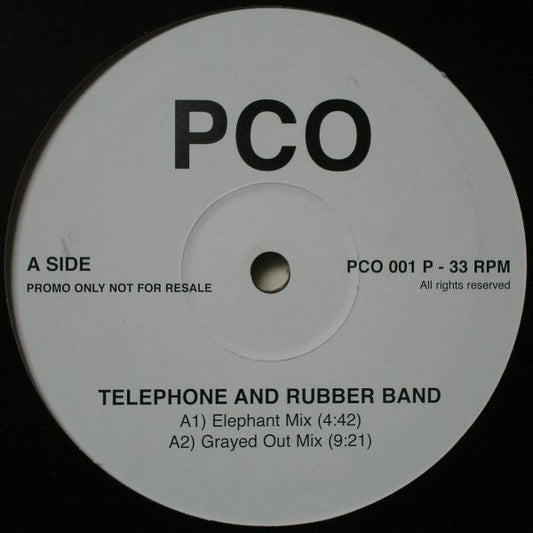 PCO
A SIDE
PCO 001 P - 33 RPM
PROMO ONLY NOT FOR RESALE
All rights reserved
TELEPHONE AND RUBBER BAND
A1) Elephant Mix (4:42)
A2) Grayed Out Mix (9:21)